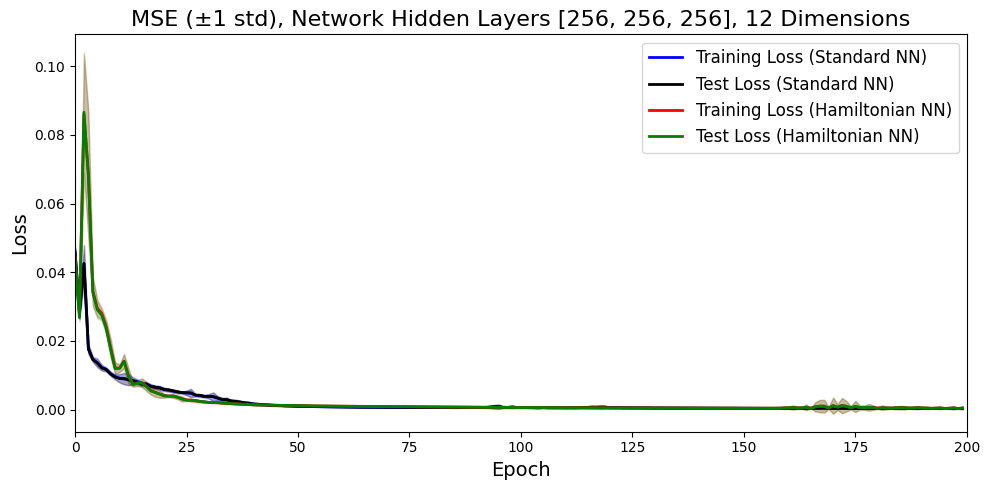 MSE (±1 std), Network Hidden Layers [256, 256, 256], 12 Dimensions
Training Loss (Standard NN)
Test Loss (Standard NN)
Training Loss (Hamiltonian NN)
Test Loss (Hamiltonian NN)
Loss
0.10
0.08
0.06
0.04
0.02
0.00
0 25 50 75 100 125 150 175 200
Epoch